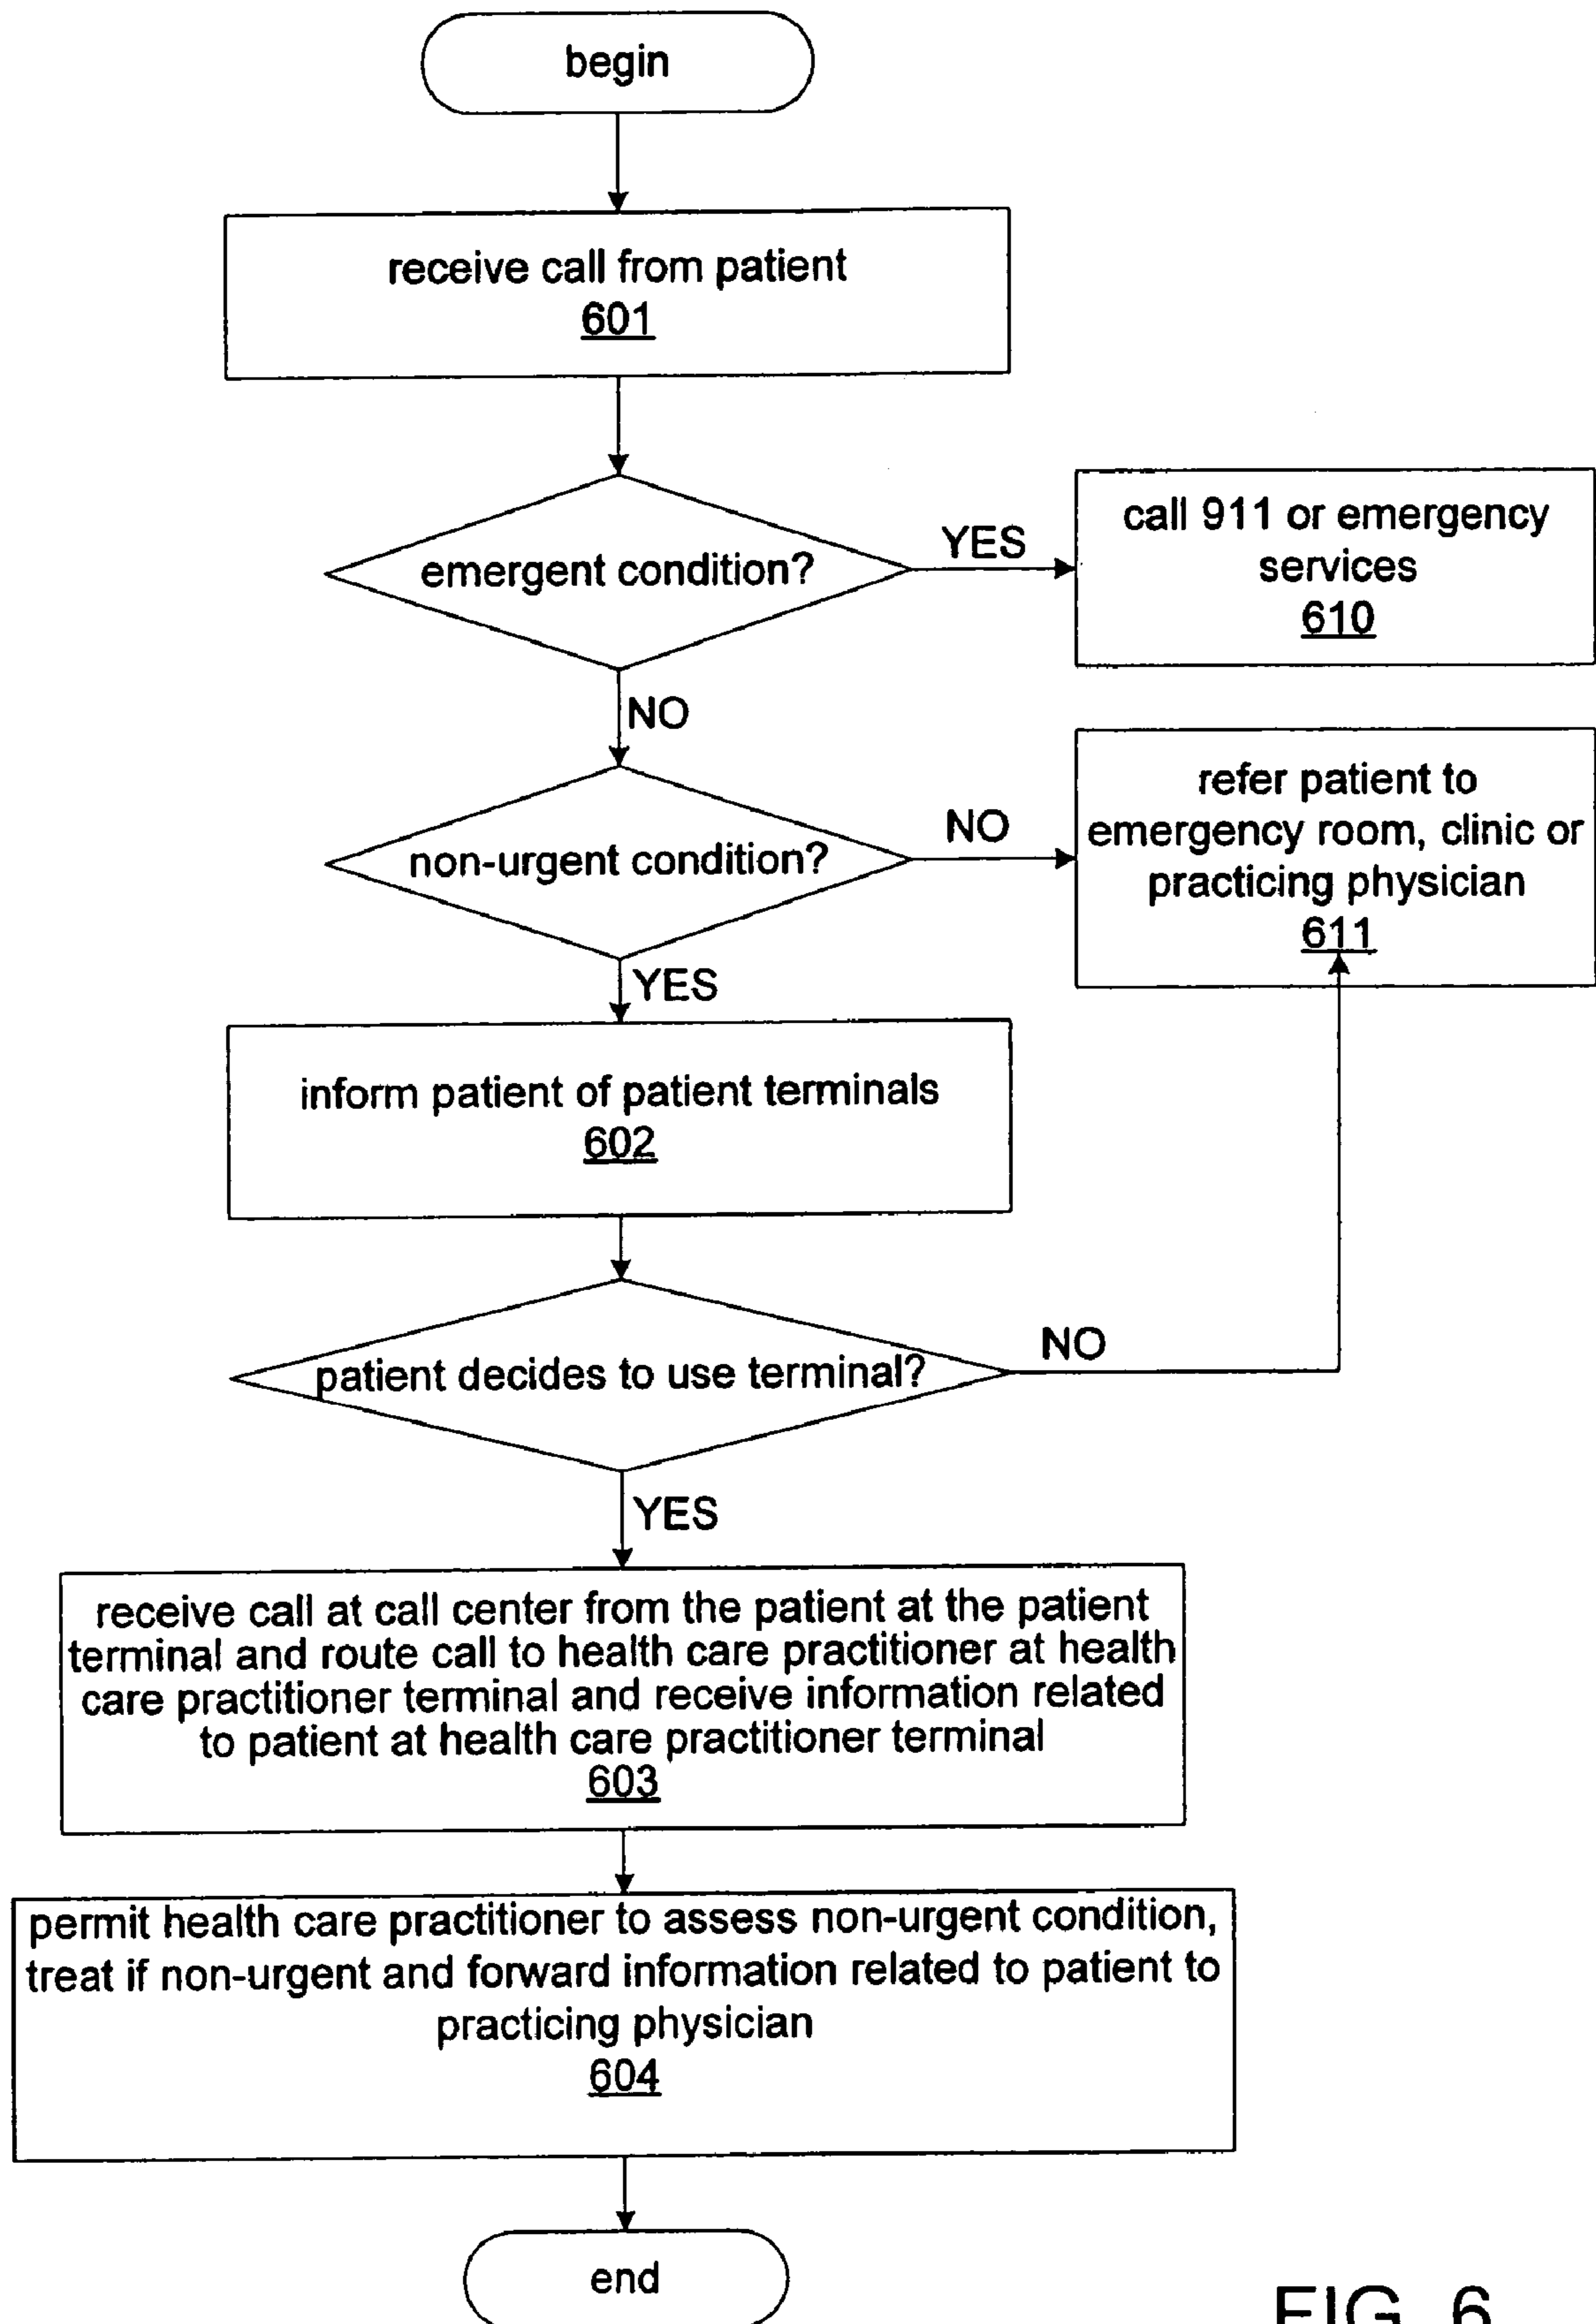 begin
receive call from patient
601
emergent condition?
YES
call 911 or emergency
services
610
NO
non-urgent condition?
NO
refer patient to
emergency room, clinic or
practicing physician
611
YES
inform patient of patient terminals
602
patient decides to use terminal?
NO
YES
receive call at call center from the patient at the patient
terminal and route call to health care practitioner at health
care practitioner terminal and receive information related
to patient at health care practitioner terminal
603
permit health care practitioner to assess non-urgent condition,
treat if non-urgent and forward information related to patient to
practicing physician
604
end
FIG. 6